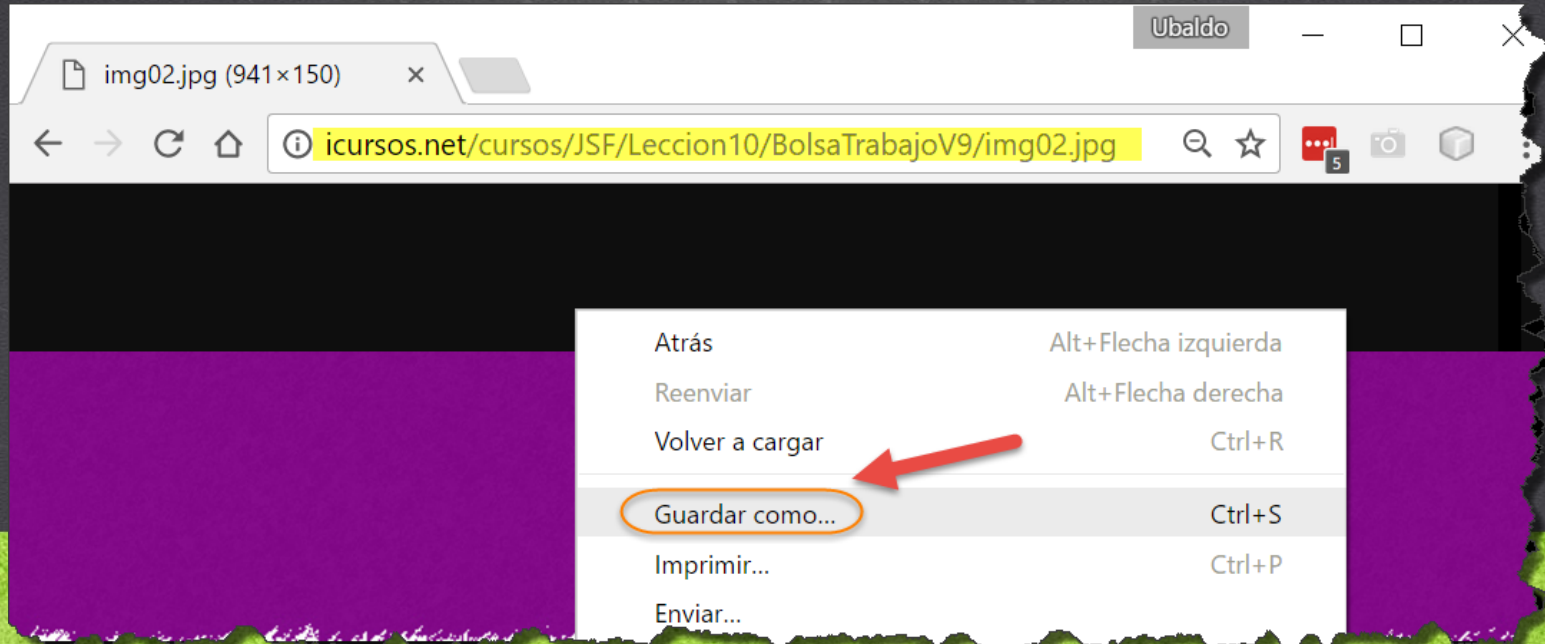 Ubaldo
img02.jpg (941×150)
icursos.net/cursos/JSF/Leccion10/BolsaTrabajoV9/img02.jpg
5
Atrás Alt+Flecha izquierda
Reenviar Alt+Flecha derecha
Volver a cargar Ctrl+R
Guardar como... Ctrl+S
Imprimir... Ctrl+P
Enviar...